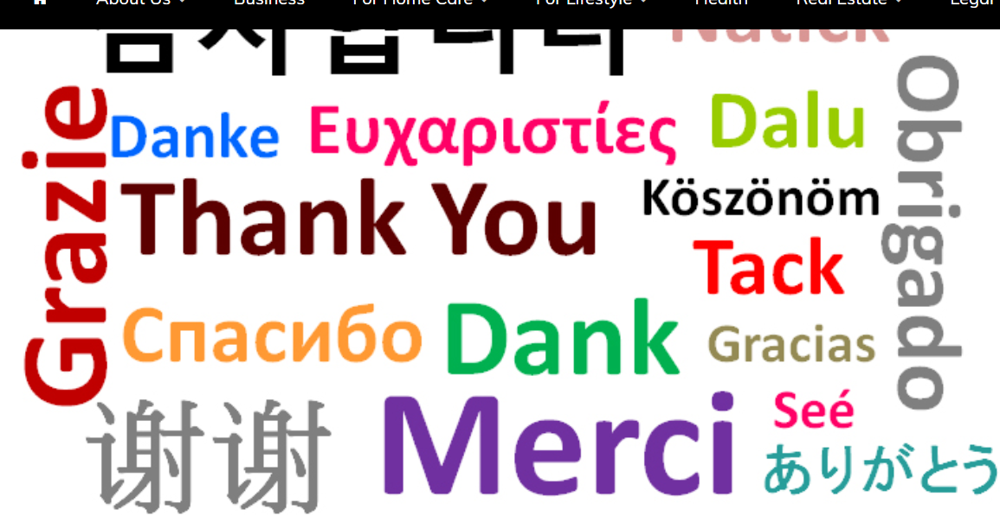 About Us Business For Home Care For Lifestyle Health Real Estate Legal
감사합니다
Natick
Grazie
Danke
Ευχαριστίες
Dalu
Obrigado
Thank You
Köszönöm
Tack
Спасибо
Dank
Gracias
谢谢
Merci
Seé
ありがとう